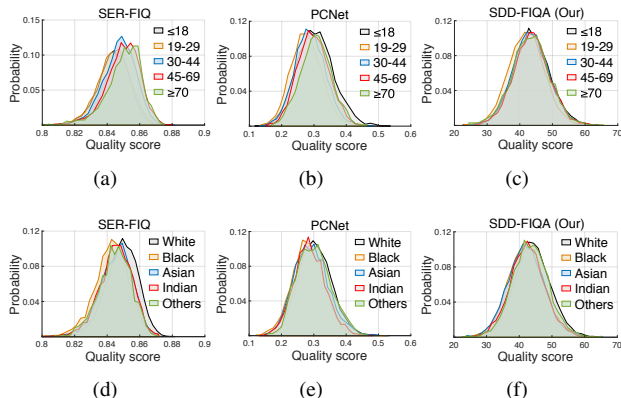 SER-FIQ
PCNet
SDD-FIQA (Our)
0.15
0.10
0.05
Probability
≤18
19-29
30-44
45-69
≥70
0.8 0.82 0.84 0.86 0.88 0.9
Quality score
0.12
0.08
0.04
Probability
≤18
19-29
30-44
45-69
≥70
0.1 0.2 0.3 0.4 0.5 0.6
Quality score
0.12
0.08
0.04
Probability
≤18
19-29
30-44
45-69
≥70
20 30 40 50 60 70
Quality score
(a)
(b)
(c)
SER-FIQ
PCNet
SDD-FIQA (Our)
0.12
0.08
0.04
Probability
White
Black
Asian
Indian
Others
0.8 0.82 0.84 0.86 0.88 0.9
Quality score
0.12
0.08
0.04
Probability
White
Black
Asian
Indian
Others
0.1 0.2 0.3 0.4 0.5 0.6
Quality score
0.12
0.08
0.04
Probability
White
Black
Asian
Indian
Others
20 30 40 50 60 70
Quality score
(d)
(e)
(f)